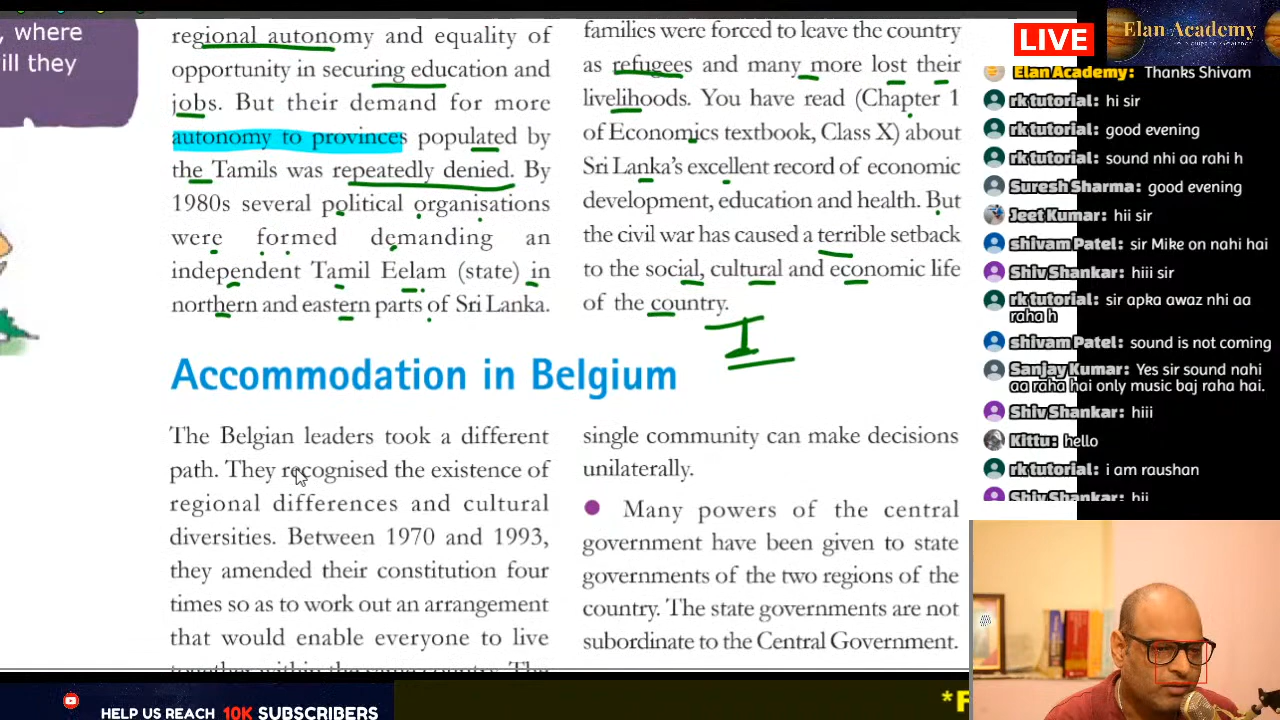 , where
ill they
regional autonomy and equality of
opportunity in securing education and
jobs. But their demand for more
autonomy to provinces populated by
the Tamils was repeatedly denied. By
1980s several political organisations
were formed demanding an
independent Tamil Eelam (state) in
northern and eastern parts of Sri Lanka.
families were forced to leave the country
as refugees and many more lost their
livelihoods. You have read (Chapter 1
of Economics textbook, Class X) about
Sri Lanka's excellent record of economic
development, education and health. But
the civil war has caused a terrible setback
to the social, cultural and economic life
of the country.
I
Accommodation in Belgium
The Belgian leaders took a different
path. They recognised the existence of
regional differences and cultural
diversities. Between 1970 and 1993,
they amended their constitution four
times so as to work out an arrangement
that would enable everyone to live
together within the same country. The
single community can make decisions
unilaterally.
● Many powers of the central
government have been given to state
governments of the two regions of the
country. The state governments are not
subordinate to the Central Government.
LIVE
Elan Academy
Elan Academy: Thanks Shivam
rk tutorial: hi sir
rk tutorial: good evening
rk tutorial: sound nhi aa rahi h
Suresh Sharma: good evening
Jeet Kumar: hii sir
shivam Patel: sir Mike on nahi hai
Shiv Shankar: hiii sir
rk tutorial: sir apka awaz nhi aa
raha h
shivam Patel: sound is not coming
Sanjay Kumar: Yes sir sound nahi
aa raha hai only music baj raha hai.
Shiv Shankar: hiii
Kittu: hello
rk tutorial: i am raushan
Shiv Shankar: hii
HELP US REACH 10K SUBSCRIBERS
*F